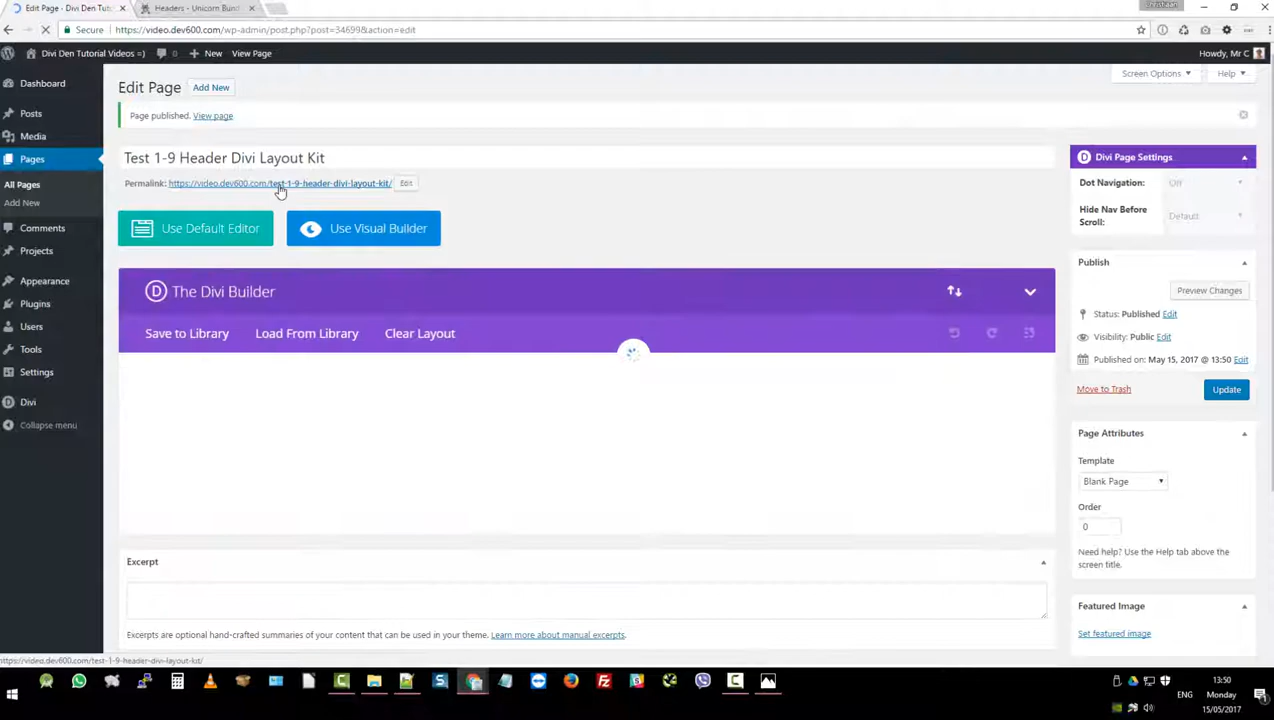 Edit Page - Divi Den Tutorial Videos
Headers - Unicorn Bun
Christiaan
Secure https://video.dev600.com/wp-admin/post.php?post=34699&action=edit
Divi Den Tutorial Videos =) 0 New View Page Howdy, Mr C
Dashboard
Posts
Media
Pages
All Pages
Add New
Comments
Projects
Appearance
Plugins
Users
Tools
Settings
Divi
Collapse menu
Edit Page Add New
Screen Options Help
Page published. View page
Test 1-9 Header Divi Layout Kit
Permalink: https://video.dev600.com/test-1-9-header-divi-layout-kit/ Edit
Use Default Editor Use Visual Builder
D The Divi Builder
Save to Library Load From Library Clear Layout
Excerpt
Excerpts are optional hand-crafted summaries of your content that can be used in your theme. Learn more about manual excerpts.
D Divi Page Settings
Dot Navigation: Off
Hide Nav Before
Scroll: Default
Publish
Preview Changes
Status: Published Edit
Visibility: Public Edit
Published on: May 15, 2017 @ 13:50 Edit
Move to Trash Update
Page Attributes
Template
Blank Page
Order
0
Need help? Use the Help tab above the
screen title.
Featured Image
Set featured image
https://video.dev600.com/test-1-9-header-divi-layout-kit/
ENG
13:50
Monday
15/05/2017